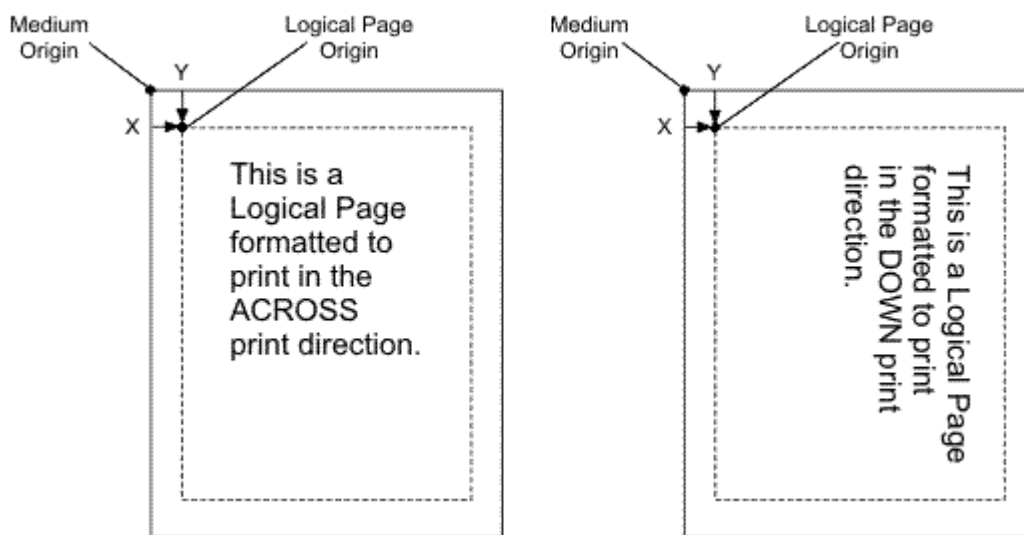 Medium
Origin
Logical Page
Origin
Y
X
This is a
Logical Page
formatted to
print in the
ACROSS
print direction.
Medium
Origin
Logical Page
Origin
Y
X
This is a Logical Page
formatted to print
in the DOWN print
direction.